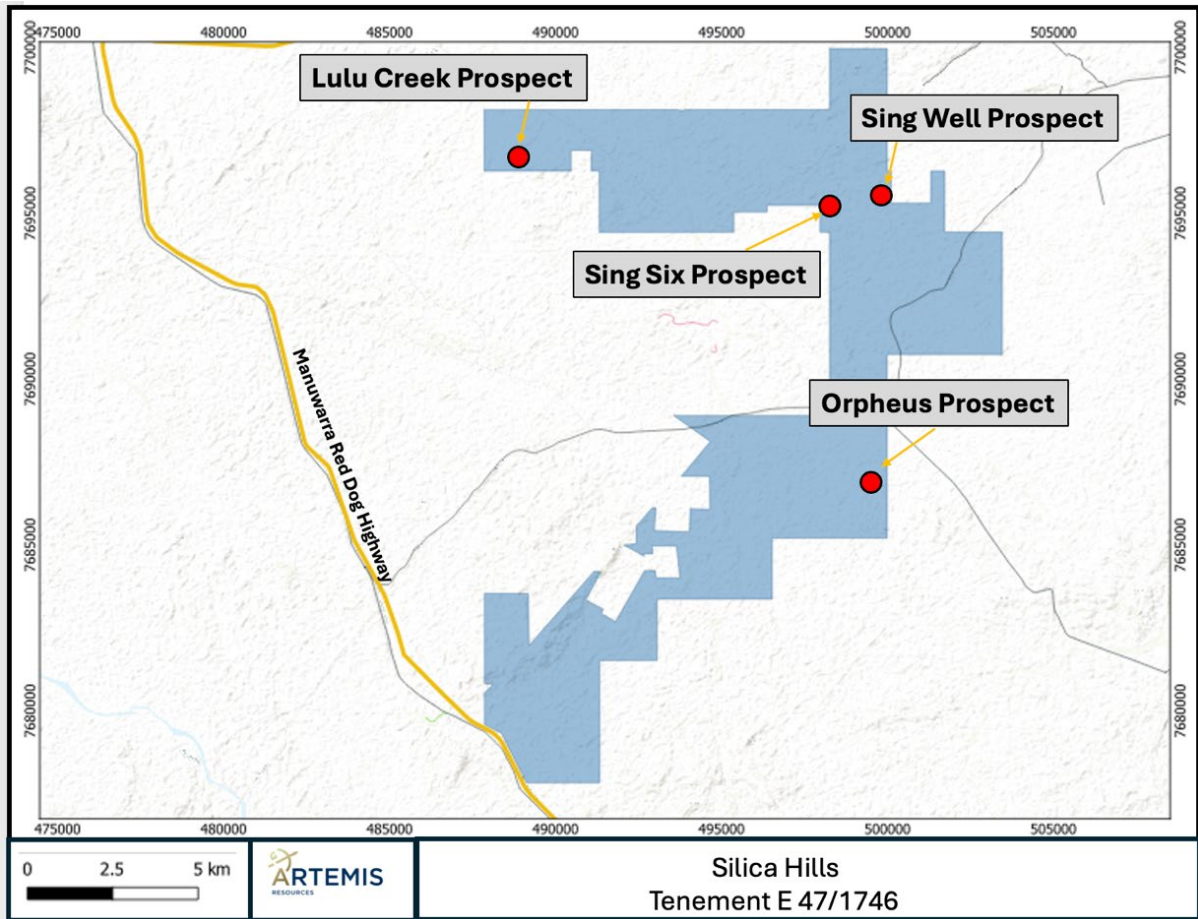 475000 480000 485000 490000 495000 500000 505000
7700000
7700000
Lulu Creek Prospect
Sing Well Prospect
7695000
7695000
Sing Six Prospect
7690000
7690000
Manuwarra Red Dog Highway
Orpheus Prospect
7685000
7685000
7680000
7680000
475000 480000 485000 490000 495000 500000 505000
0 2.5 5 km
ARTEMIS
RESOURCES
Silica Hills
Tenement E 47/1746